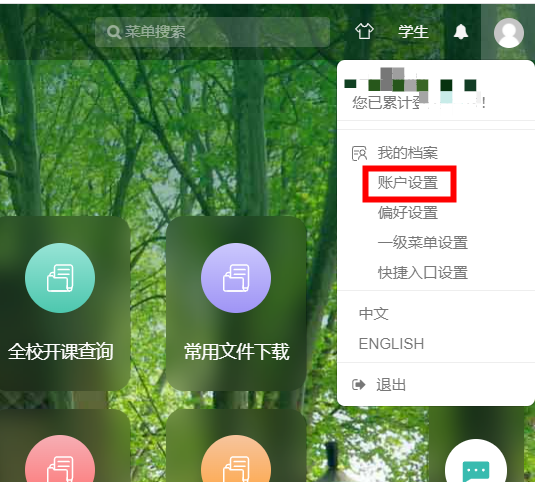 菜单搜索
学生
您已累计登
!
我的档案
账户设置
偏好设置
一级菜单设置
快捷入口设置
中文
ENGLISH
退出
全校开课查询
常用文件下载